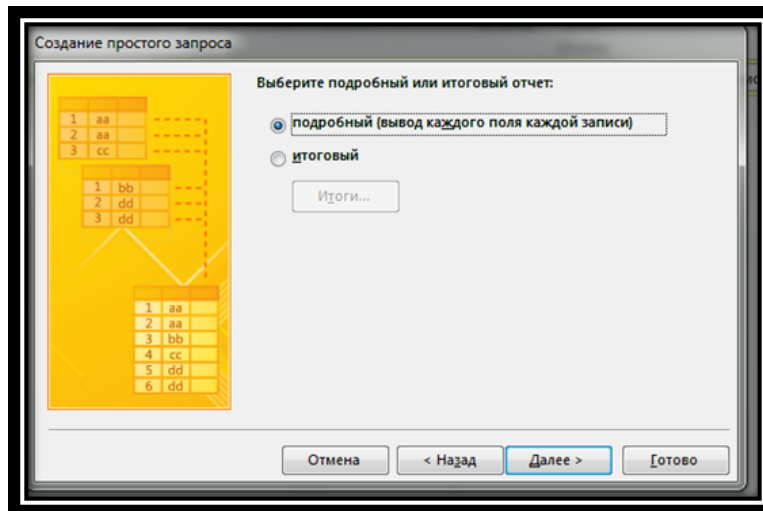 Создание простого запроса
Выберите подробный или итоговый отчет:
подробный (вывод каждого поля каждой записи)
итоговый
Итоги...
1 aa
2 aa
3 cc
1 bb
2 dd
3 dd
1 aa
2 aa
3 bb
4 cc
5 dd
6 dd
Отмена
< Назад
Далее >
Готово